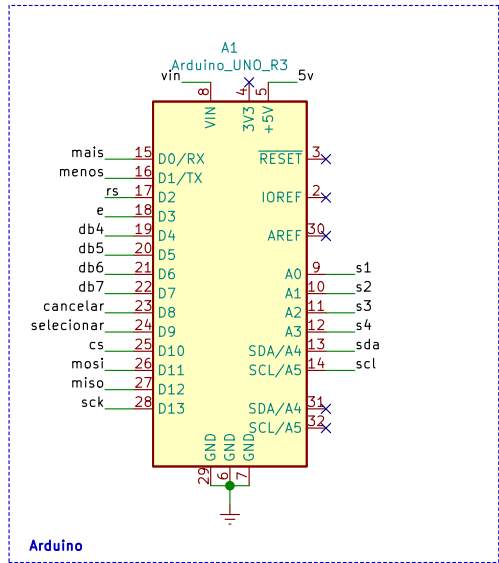 A1
Arduino_UNO_R3
vin 5v
8 4 5
VIN 3V3 +5V
mais 15 D0/RX RESET 3
menos 16 D1/TX
rs 17 D2 IOREF 2
e 18 D3
db4 19 D4 AREF 30
db5 20 D5
db6 21 D6 A0 9 s1
db7 22 D7 A1 10 s2
cancelar 23 D8 A2 11 s3
selecionar 24 D9 A3 12 s4
cs 25 D10 SDA/A4 13 sda
mosi 26 D11 SCL/A5 14 scl
miso 27 D12
sck 28 D13 SDA/A4 31
SCL/A5 32
GND GND GND
29 6 7
Arduino